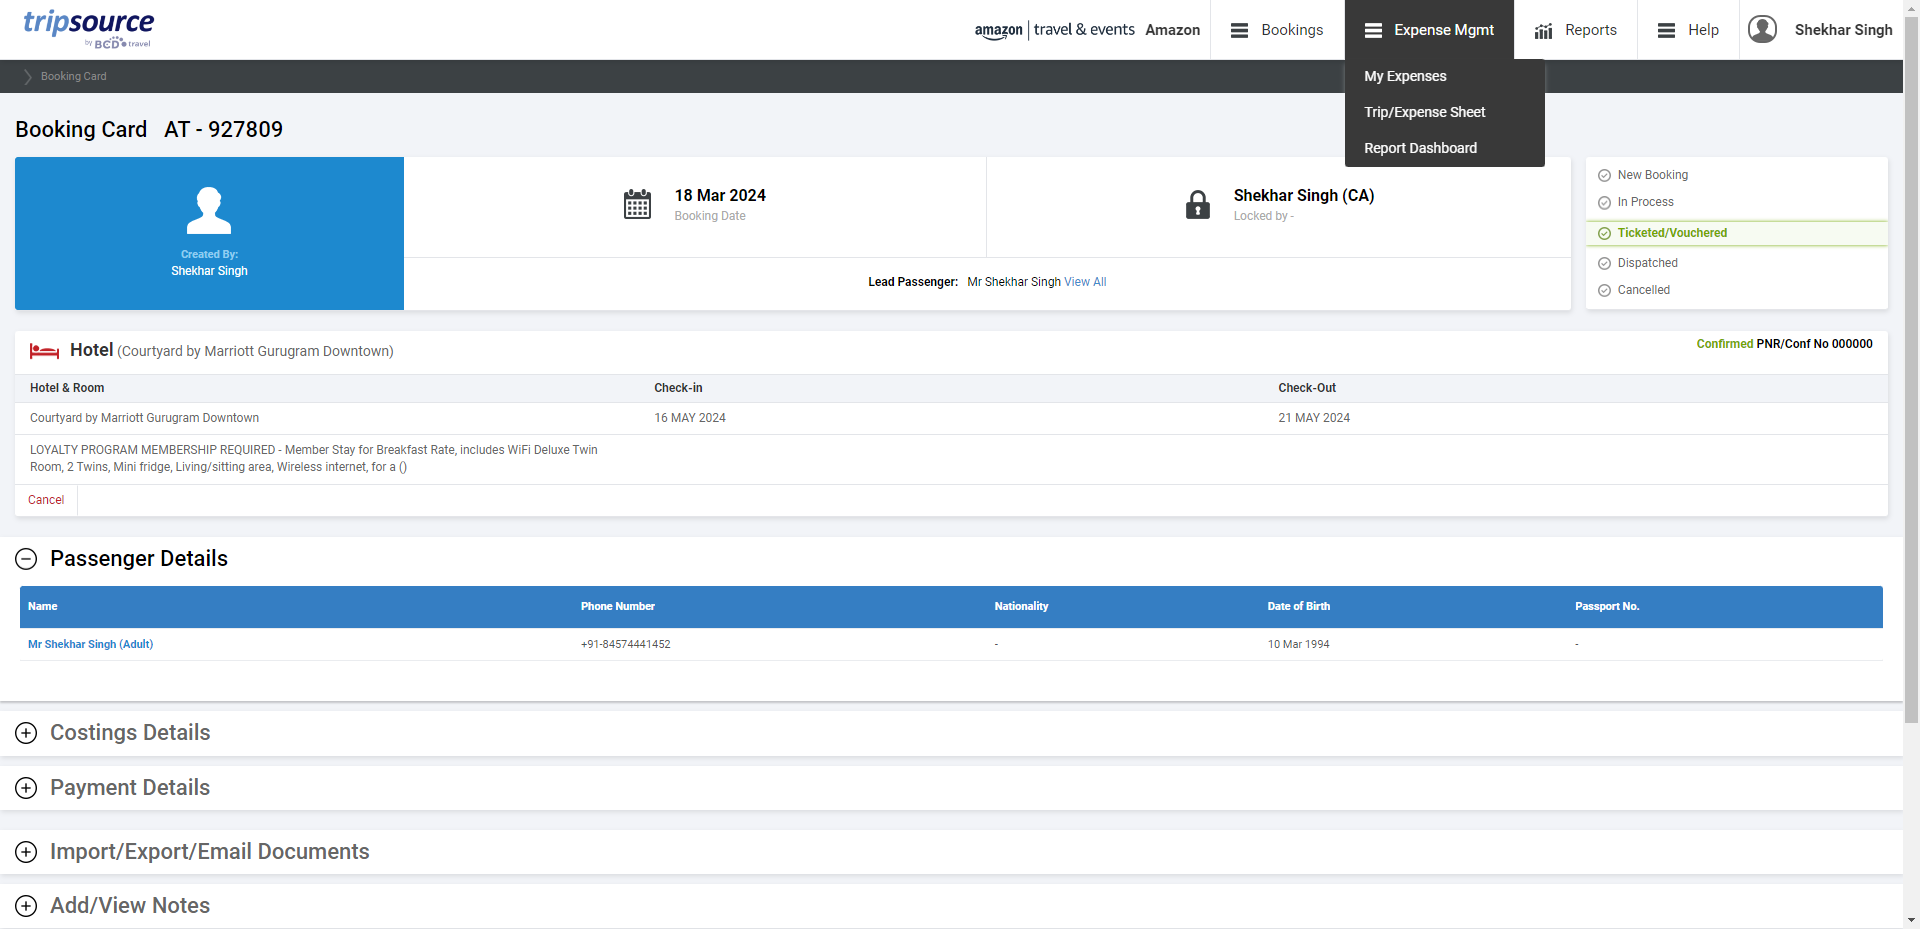 tripsource
by BCD travel
amazon | travel & events Amazon
Bookings
Expense Mgmt
Reports
Help
Shekhar Singh
Booking Card
My Expenses
Trip/Expense Sheet
Report Dashboard
Booking Card AT - 927809
Created By:
Shekhar Singh
18 Mar 2024
Booking Date
Shekhar Singh (CA)
Locked by -
Lead Passenger: Mr Shekhar Singh View All
New Booking
In Process
Ticketed/Vouchered
Dispatched
Cancelled
Hotel (Courtyard by Marriott Gurugram Downtown)
Confirmed PNR/Conf No 000000
Hotel & Room Check-in Check-Out
Courtyard by Marriott Gurugram Downtown 16 MAY 2024 21 MAY 2024
LOYALTY PROGRAM MEMBERSHIP REQUIRED - Member Stay for Breakfast Rate, includes WiFi Deluxe Twin
Room, 2 Twins, Mini fridge, Living/sitting area, Wireless internet, for a ()
Cancel
Passenger Details
Name Phone Number Nationality Date of Birth Passport No.
Mr Shekhar Singh (Adult) +91-84574441452 - 10 Mar 1994 -
Costings Details
Payment Details
Import/Export/Email Documents
Add/View Notes